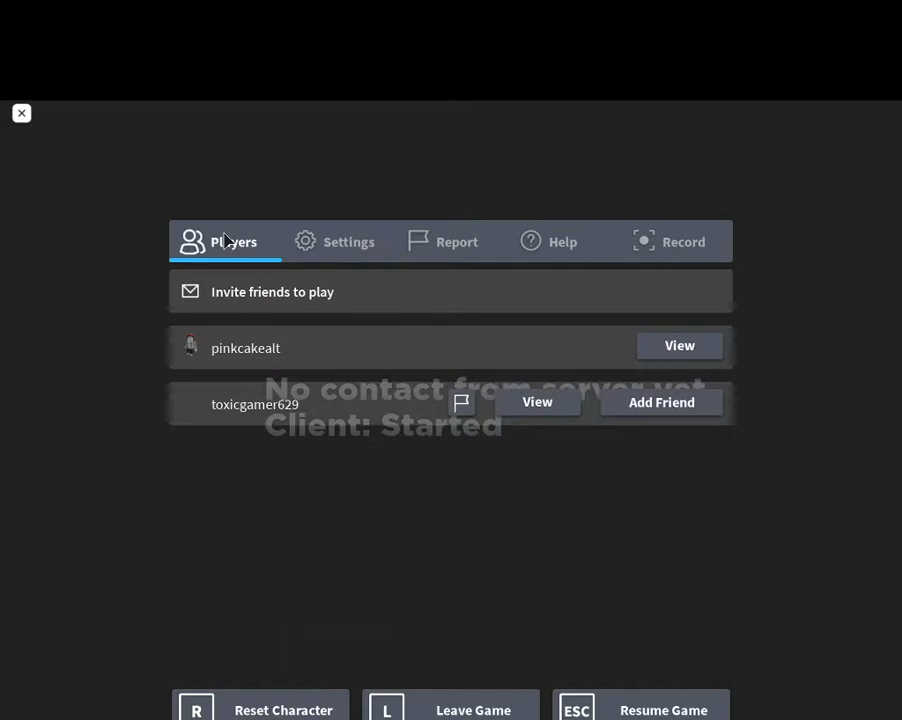 Players Settings Report Help Record
Invite friends to play
pinkcakealt View
No contact from server yet
toxicgamer629 View Add Friend
Client: Started
R Reset Character L Leave Game ESC Resume Game